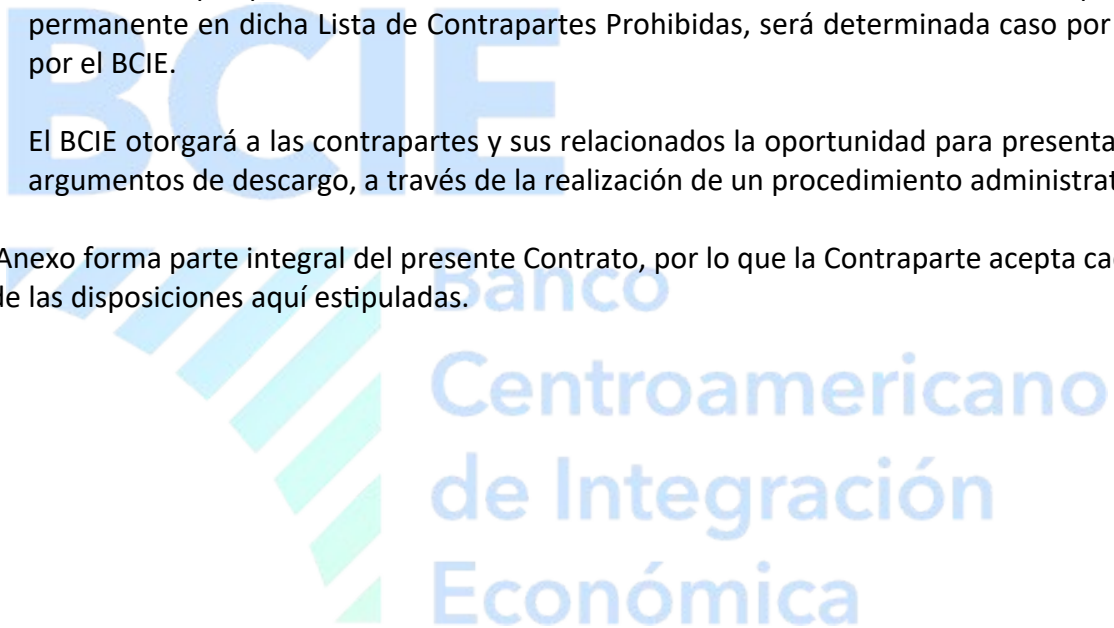 permanente en dicha Lista de Contrapartes Prohibidas, será determinada caso por
por el BCIE.
El BCIE otorgará a las contrapartes y sus relacionados la oportunidad para presenta
argumentos de descargo, a través de la realización de un procedimiento administrat
Anexo forma parte integral del presente Contrato, por lo que la Contraparte acepta ca
de las disposiciones aquí estipuladas.
BCIE
Banco
Centroamericano
de Integración
Económica